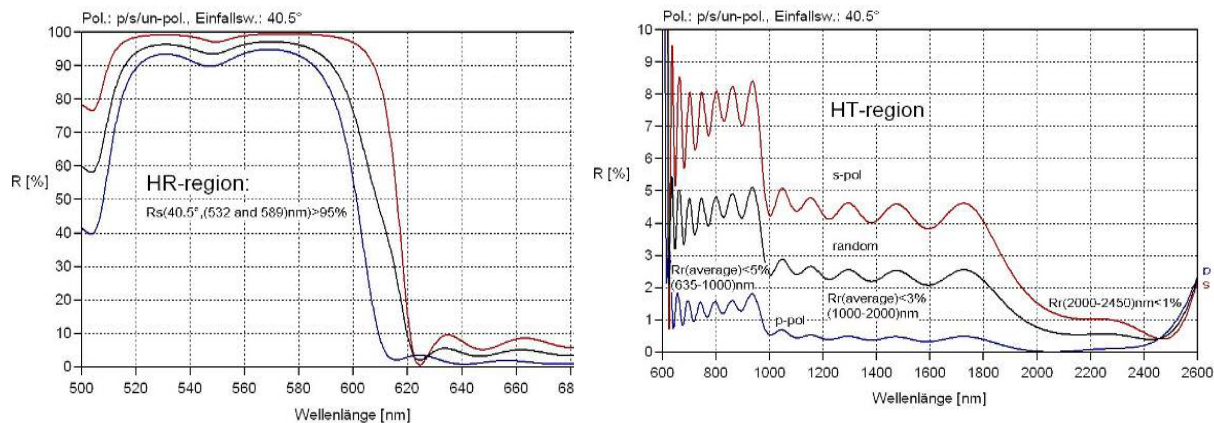 Pol.: p/s/un-pol., Einfallsw.: 40.5°
100
90
80
70
60
50
40
30
20
10
0
R [%]
HR-region:
Rs(40.5°,(532 and 589)nm)>95%
500 520 540 560 580 600 620 640 660 68
Wellenlänge [nm]
Pol.: p/s/un-pol., Einfallsw.: 40.5°
10
9
8
7
6
5
4
3
2
1
0
R [%]
HT-region
s-pol
random
Rr(average)<5%
(635-1000)nm
Rr(average)<3%
(1000-2000)nm
Rr(2000-2450)nm<1%
p-pol
p
s
600 800 1000 1200 1400 1600 1800 2000 2200 2400 2600
Wellenlänge [nm]